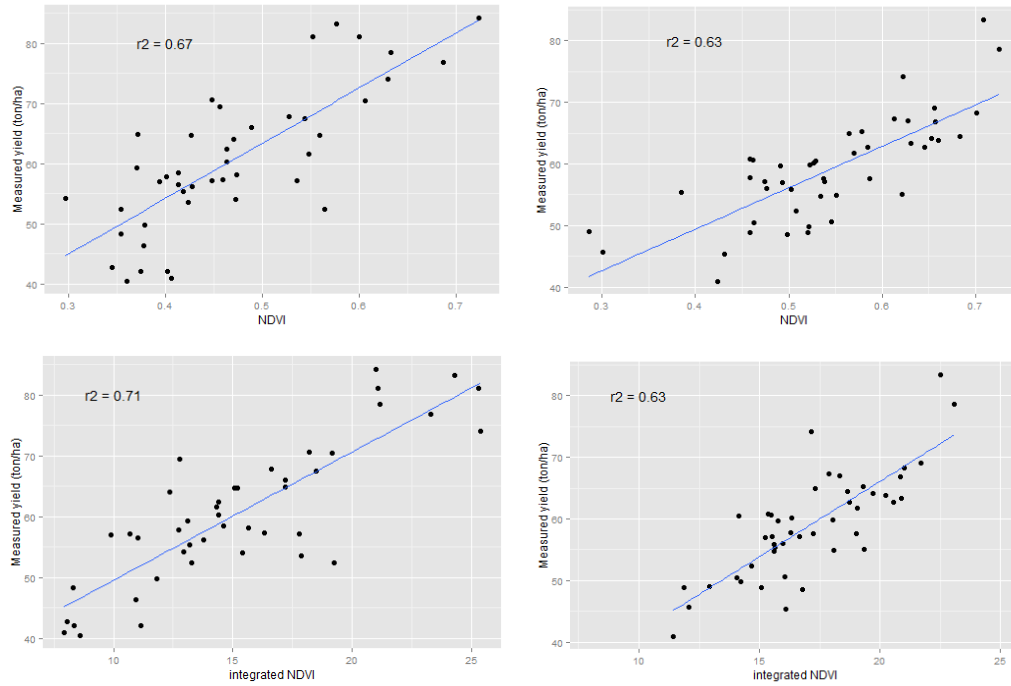 r2 = 0.67
Measured yield (ton/ha)
80
70
60
50
40
0.3 0.4 0.5 0.6 0.7
NDVI
r2 = 0.63
Measured yield (ton/ha)
80
70
60
50
40
0.3 0.4 0.5 0.6 0.7
NDVI
r2 = 0.71
Measured yield (ton/ha)
80
70
60
50
40
10 15 20 25
integrated NDVI
r2 = 0.63
Measured yield (ton/ha)
80
70
60
50
40
10 15 20 25
integrated NDVI